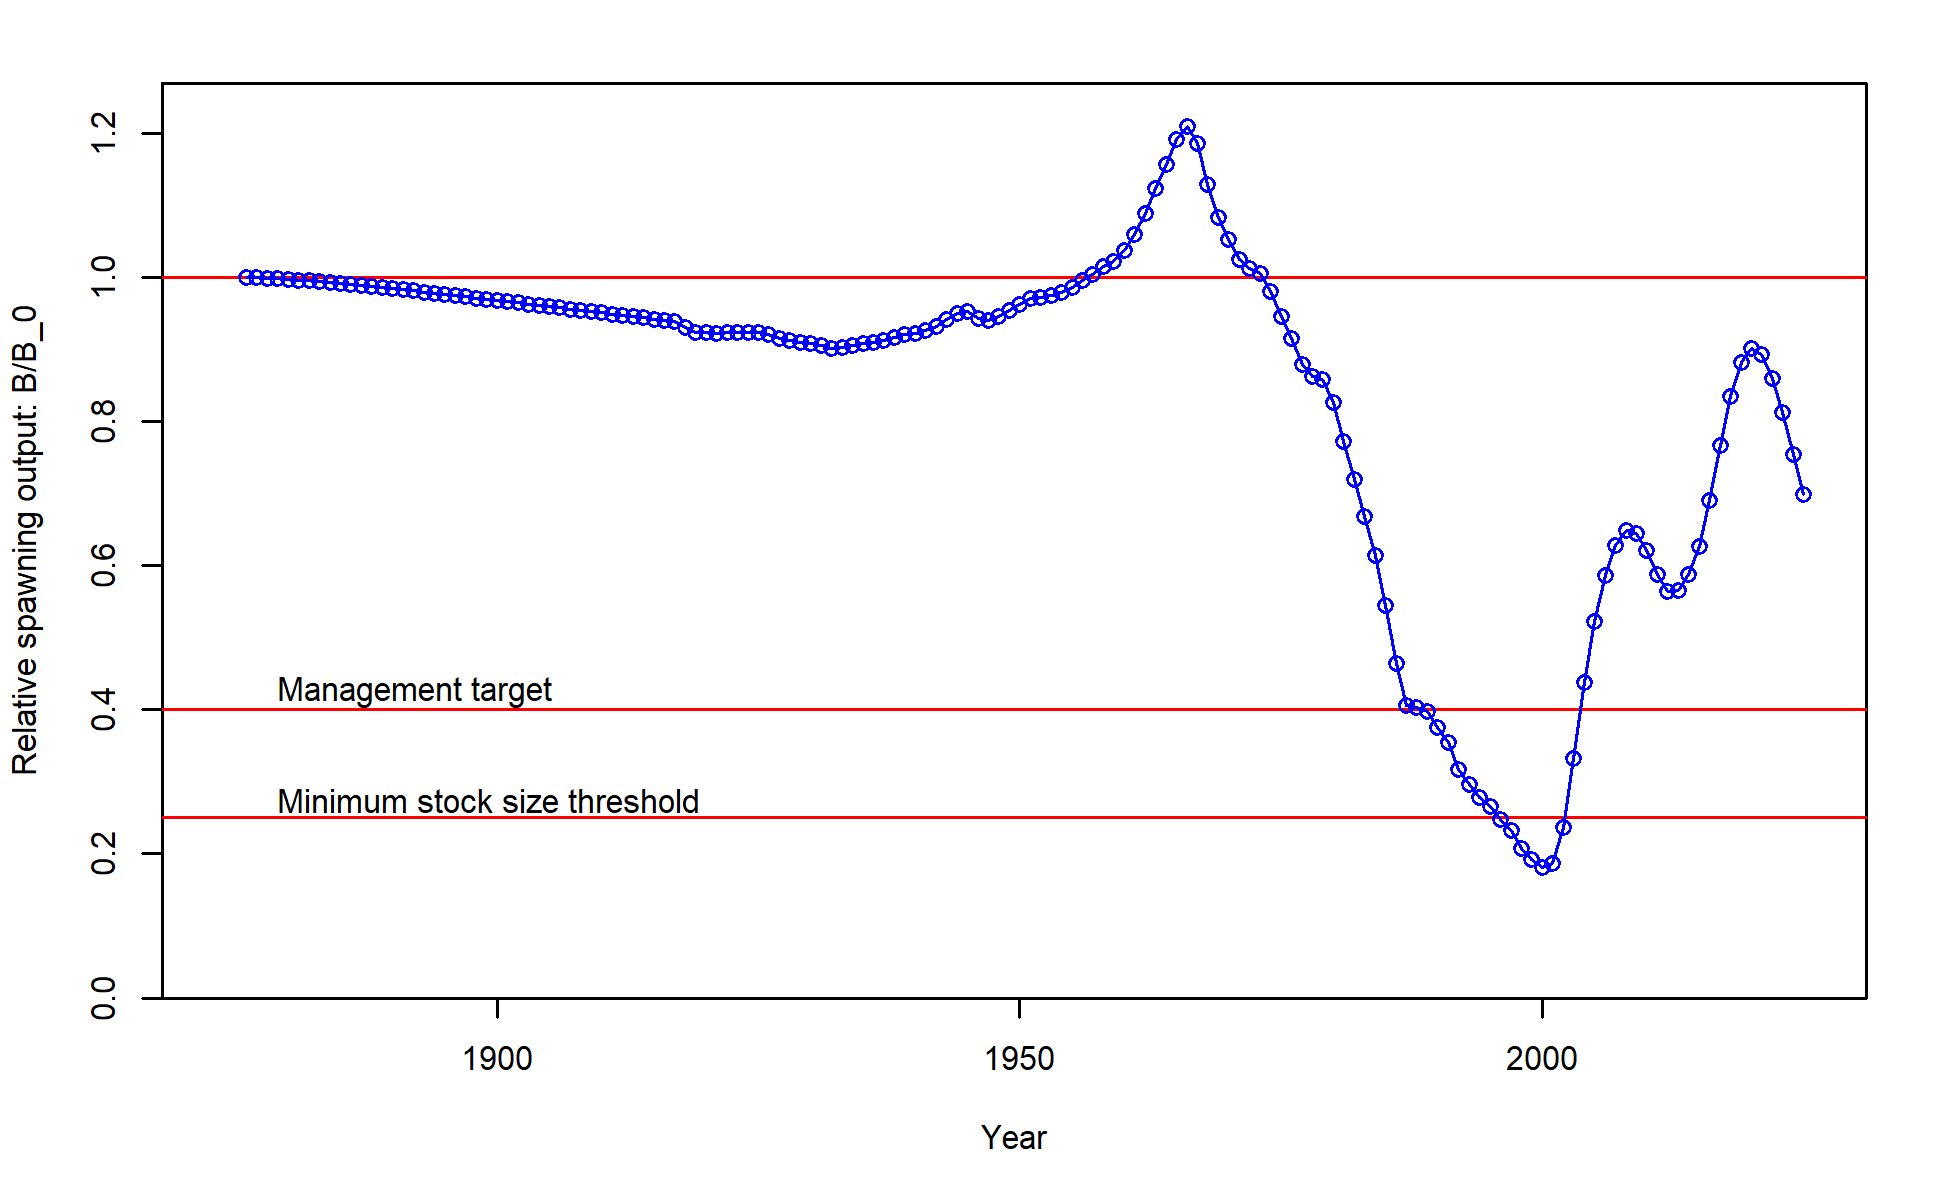 Relative spawning output: B/B_0
1.2
1.0
0.8
0.6
0.4
0.2
0.0
Management target
Minimum stock size threshold
1900
1950
2000
Year